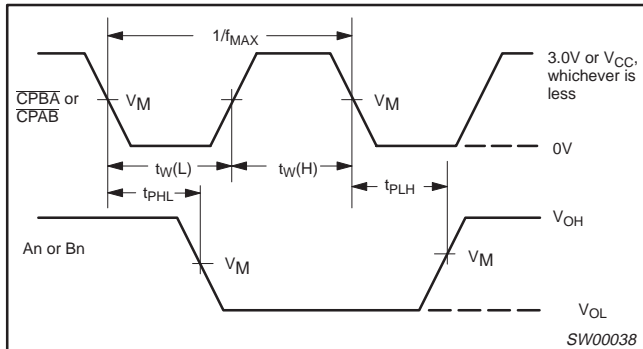 1/fMAX
3.0V or VCC,
whichever is
less
CPBA or
CPAB
VM
VM
0V
tW(L)
tW(H)
tPHL
tPLH
VOH
An or Bn
VM
VM
VOL
SW00038